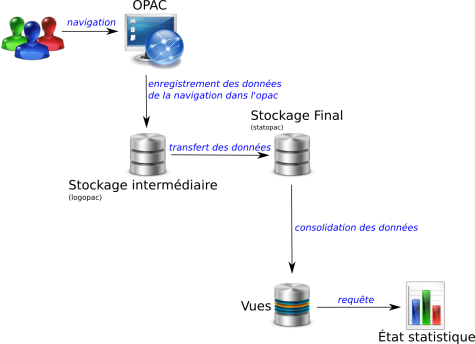 OPAC
navigation
enregistrement des données
de la navigation dans l'opac
Stockage Final
(statopac)
transfert des données
Stockage intermédiaire
(logopac)
consolidation des données
Vues
requête
État statistique